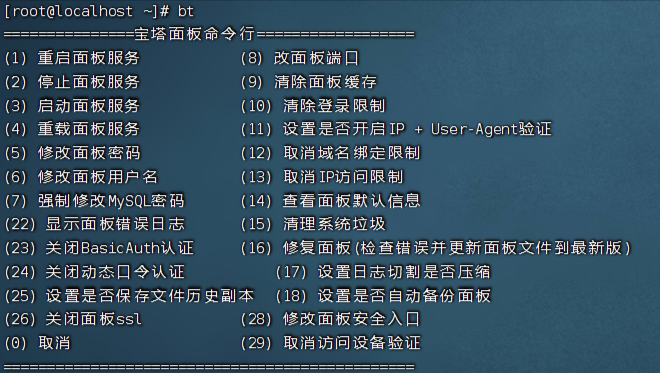 [root@localhost ~]# bt
===============宝塔面板命令行==================
(1) 重启面板服务 (8) 改面板端口
(2) 停止面板服务 (9) 清除面板缓存
(3) 启动面板服务 (10) 清除登录限制
(4) 重载面板服务 (11) 设置是否开启IP + User-Agent验证
(5) 修改面板密码 (12) 取消域名绑定限制
(6) 修改面板用户名 (13) 取消IP访问限制
(7) 强制修改MySQL密码 (14) 查看面板默认信息
(22) 显示面板错误日志 (15) 清理系统垃圾
(23) 关闭BasicAuth认证 (16) 修复面板(检查错误并更新面板文件到最新版)
(24) 关闭动态口令认证 (17) 设置日志切割是否压缩
(25) 设置是否保存文件历史副本 (18) 设置是否自动备份面板
(26) 关闭面板ssl (28) 修改面板安全入口
(0) 取消 (29) 取消访问设备验证
===============================================